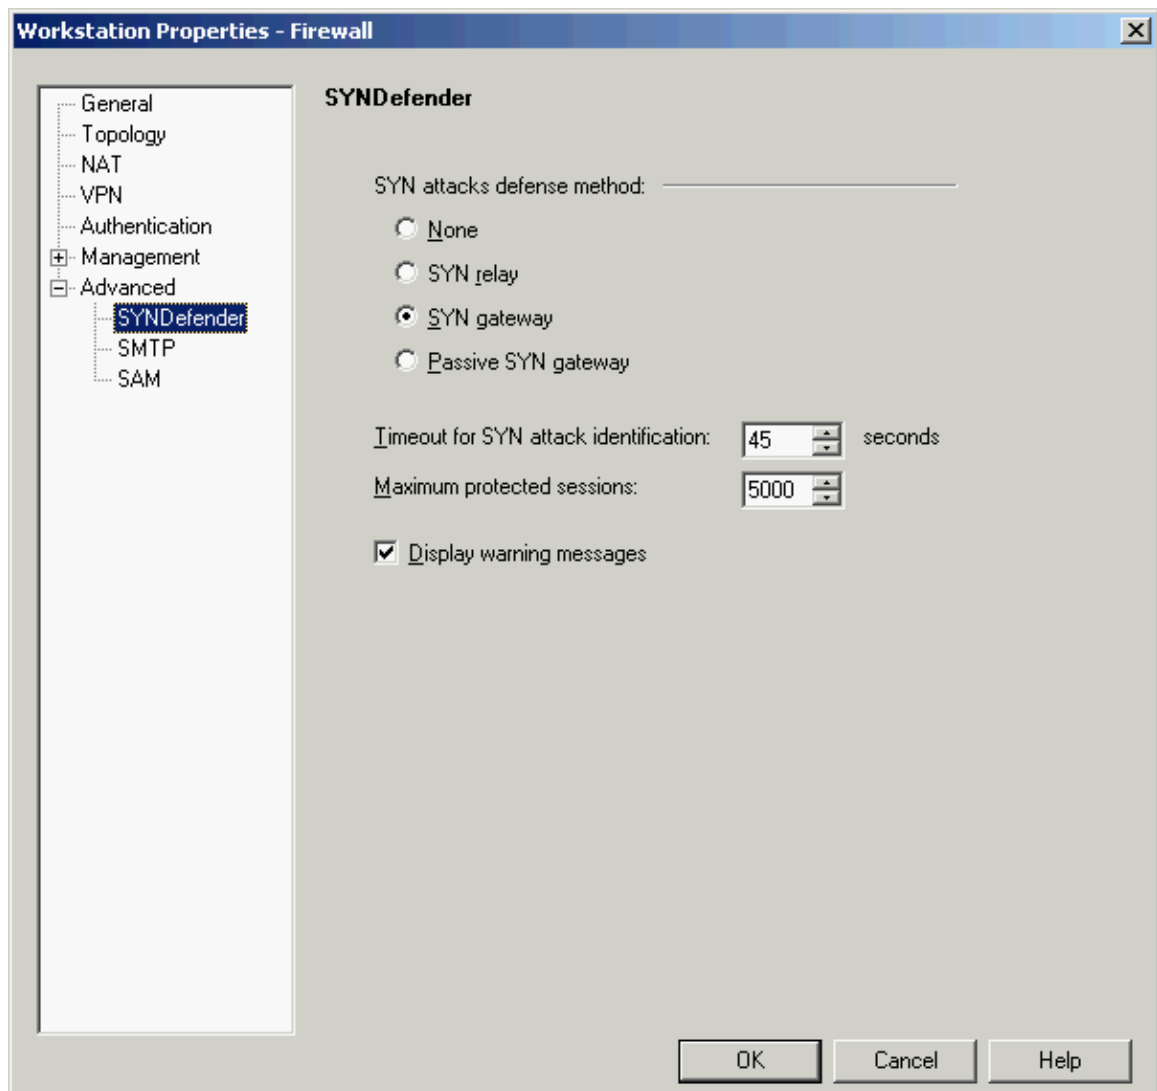 Workstation Properties - Firewall
General
Topology
NAT
VPN
Authentication
Management
Advanced
SYNDefender
SMTP
SAM
SYNDefender
SYN attacks defense method:
None
SYN relay
SYN gateway
Passive SYN gateway
Timeout for SYN attack identification: 45 seconds
Maximum protected sessions: 5000
Display warning messages
OK Cancel Help